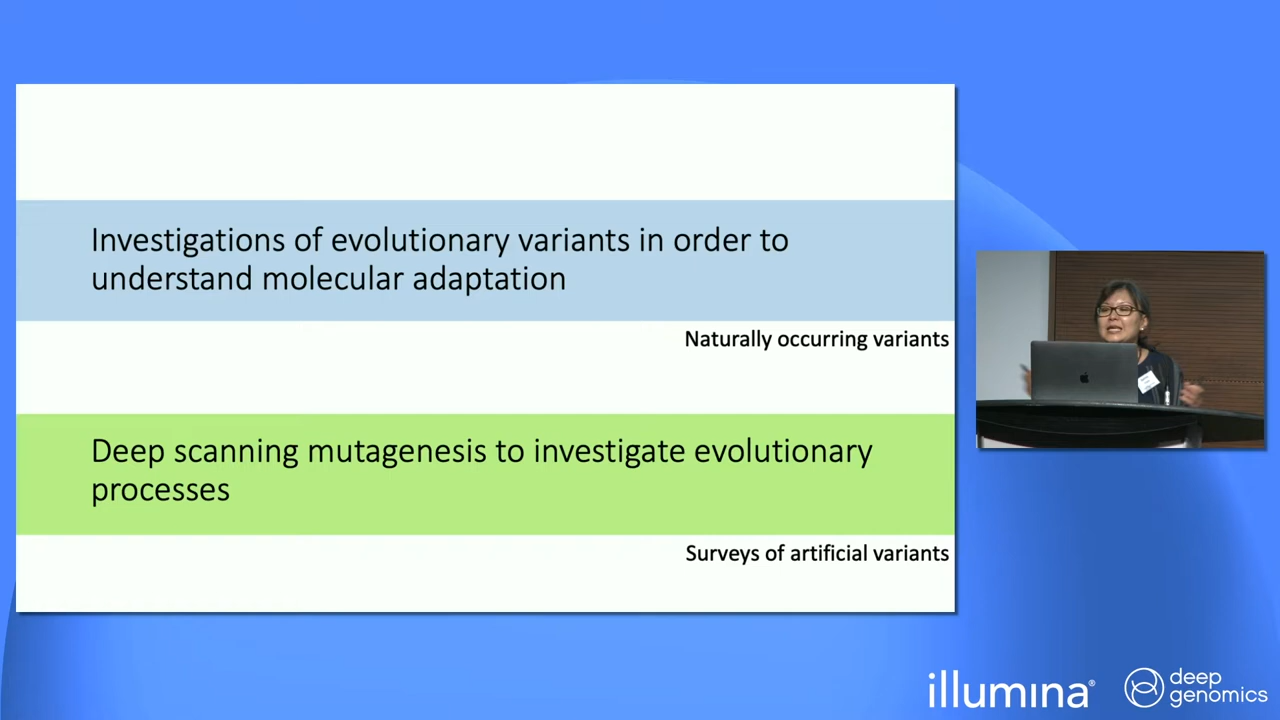 Investigations of evolutionary variants in order to
understand molecular adaptation
Naturally occurring variants
Deep scanning mutagenesis to investigate evolutionary
processes
Surveys of artificial variants
illumina®
deep
genomics